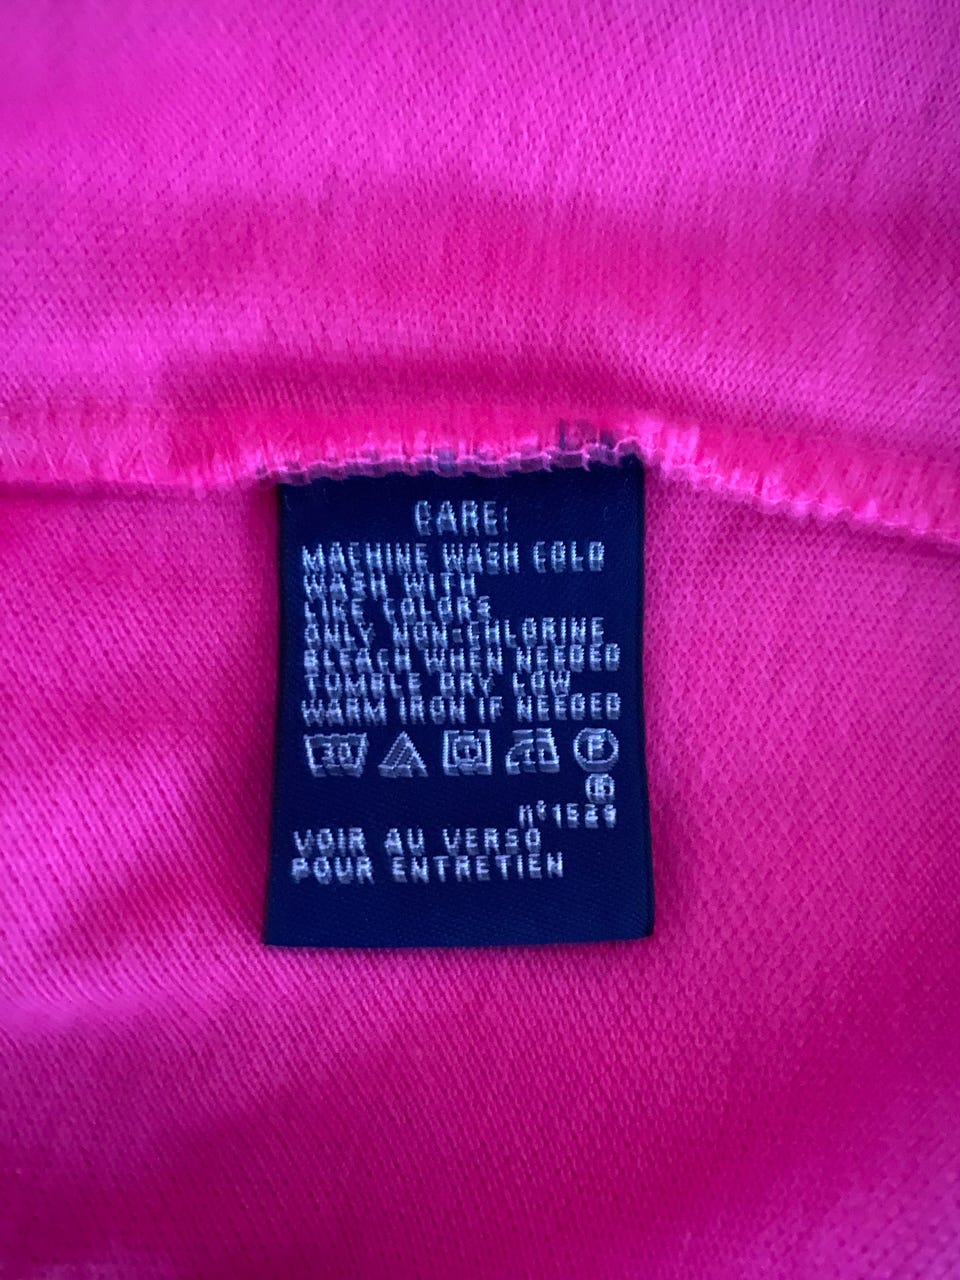 CARE:
MACHINE WASH COLD
WASH WITH
LIKE COLORS
ONLY NON-CHLORINE
BLEACH WHEN NEEDED
TUMBLE DRY LOW
WARM IRON IF NEEDED
30 P
VOIR AU VERSO
POUR ENTRETIEN